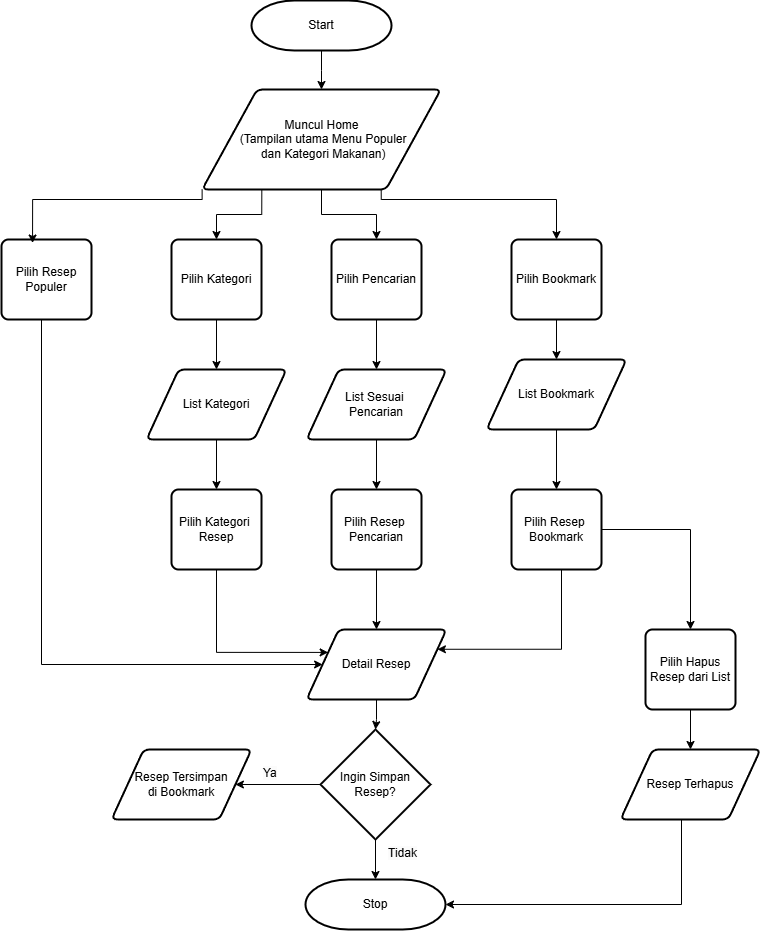 Start
Muncul Home
(Tampilan utama Menu Populer
dan Kategori Makanan)
Pilih Resep
Populer
Pilih Kategori
Pilih Pencarian
Pilih Bookmark
List Kategori
List Sesuai
Pencarian
List Bookmark
Pilih Kategori
Resep
Pilih Resep
Pencarian
Pilih Resep
Bookmark
Detail Resep
Pilih Hapus
Resep dari List
Resep Tersimpan
di Bookmark
Ya
Ingin Simpan
Resep?
Resep Terhapus
Tidak
Stop